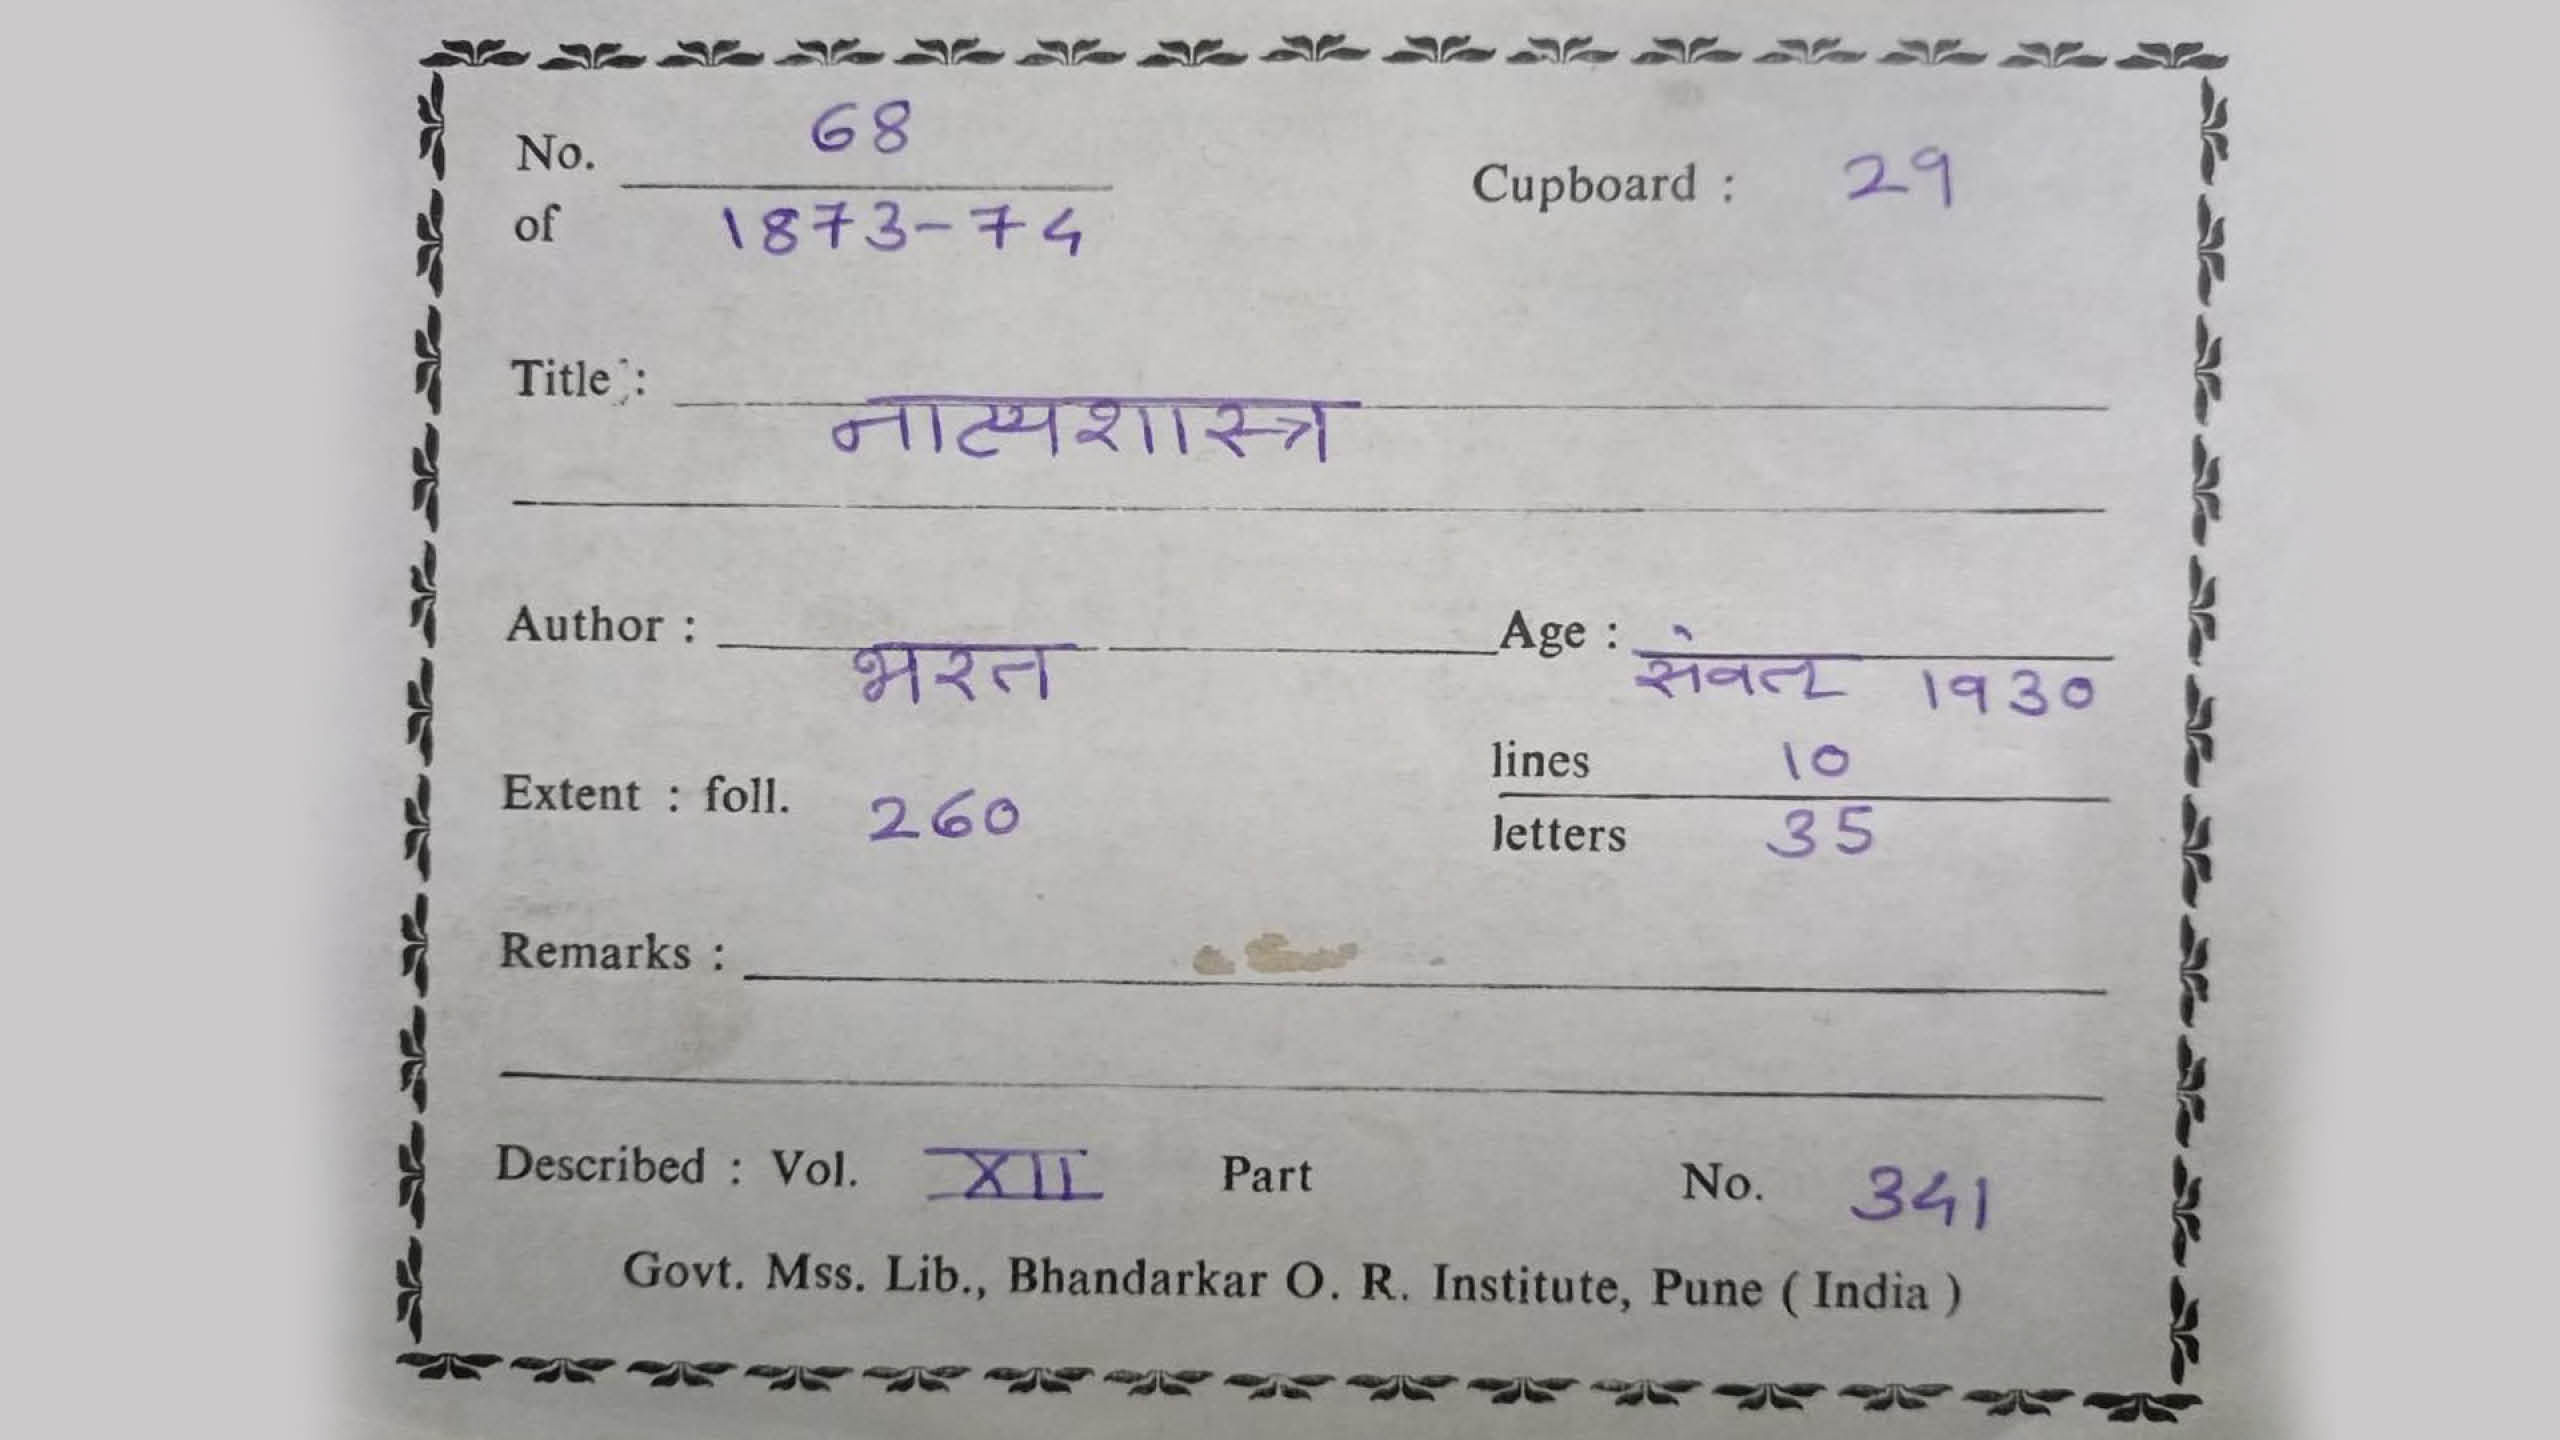 No. 68
Cupboard : 29
of 1873-74
Title : नाट्यशास्त्र
Author : भरत Age : संवत् 1930
Extent : foll. 260 lines 10
letters 35
Remarks :
Described : Vol. XII Part No. 341
Govt. Mss. Lib., Bhandarkar O. R. Institute, Pune ( India )